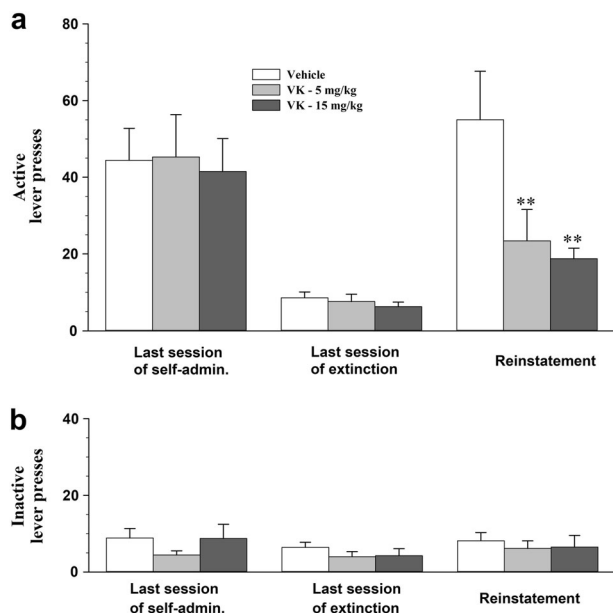 a
80
60
40
20
0
Active
lever presses
Vehicle
VK - 5 mg/kg
VK - 15 mg/kg
**
**
Last session
of self-admin.
Last session
of extinction
Reinstatement
b
40
20
0
Inactive
lever presses
Last session
of self-admin.
Last session
of extinction
Reinstatement